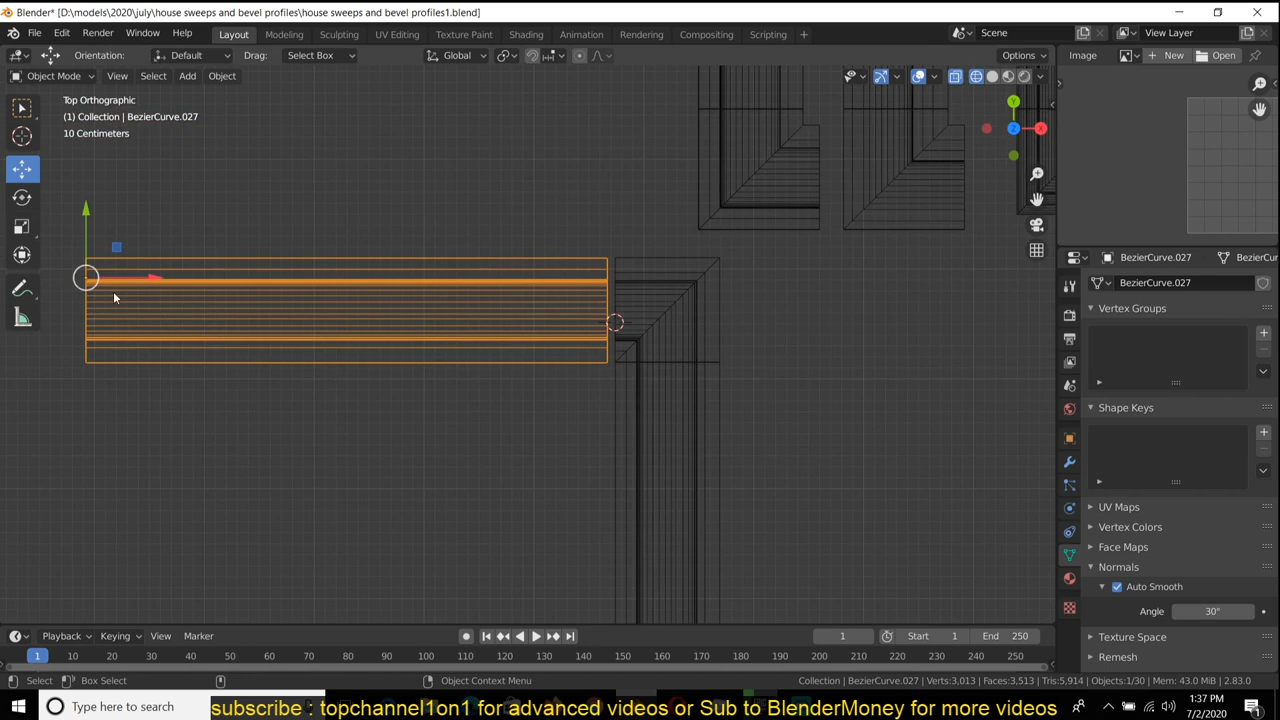 Blender* [D:\models\2020\july\house sweeps and bevel profiles\house sweeps and bevel profiles1.blend]
File Edit Render Window Help Layout Modeling Sculpting UV Editing Texture Paint Shading Animation Rendering Compositing Scripting + Scene View Layer
Orientation: Default Drag: Select Box Global Options Image + New Open
Object Mode View Select Add Object
Top Orthographic
(1) Collection | BezierCurve.027
10 Centimeters
Y
X
Z
BezierCurve.027 BezierCur
BezierCurve.027
Vertex Groups
Shape Keys
UV Maps
Vertex Colors
Face Maps
Normals
Auto Smooth
Angle 30°
Texture Space
Remesh
Playback Keying View Marker 1 Start 1 End 250
1 10 20 30 40 50 60 70 80 90 100 110 120 130 140 150 160 170 180 190 200 210 220 230 240 250
Select Box Select Object Context Menu Collection | BezierCurve.027 | Verts:3,013 | Faces:3,513 | Tris:5,914 | Objects:1/30 | Mem: 43.0 MiB | 2.83.0
Type here to search
subscribe : topchannel1on1 for advanced videos or Sub to BlenderMoney for more videos
1:37 PM
7/2/2020